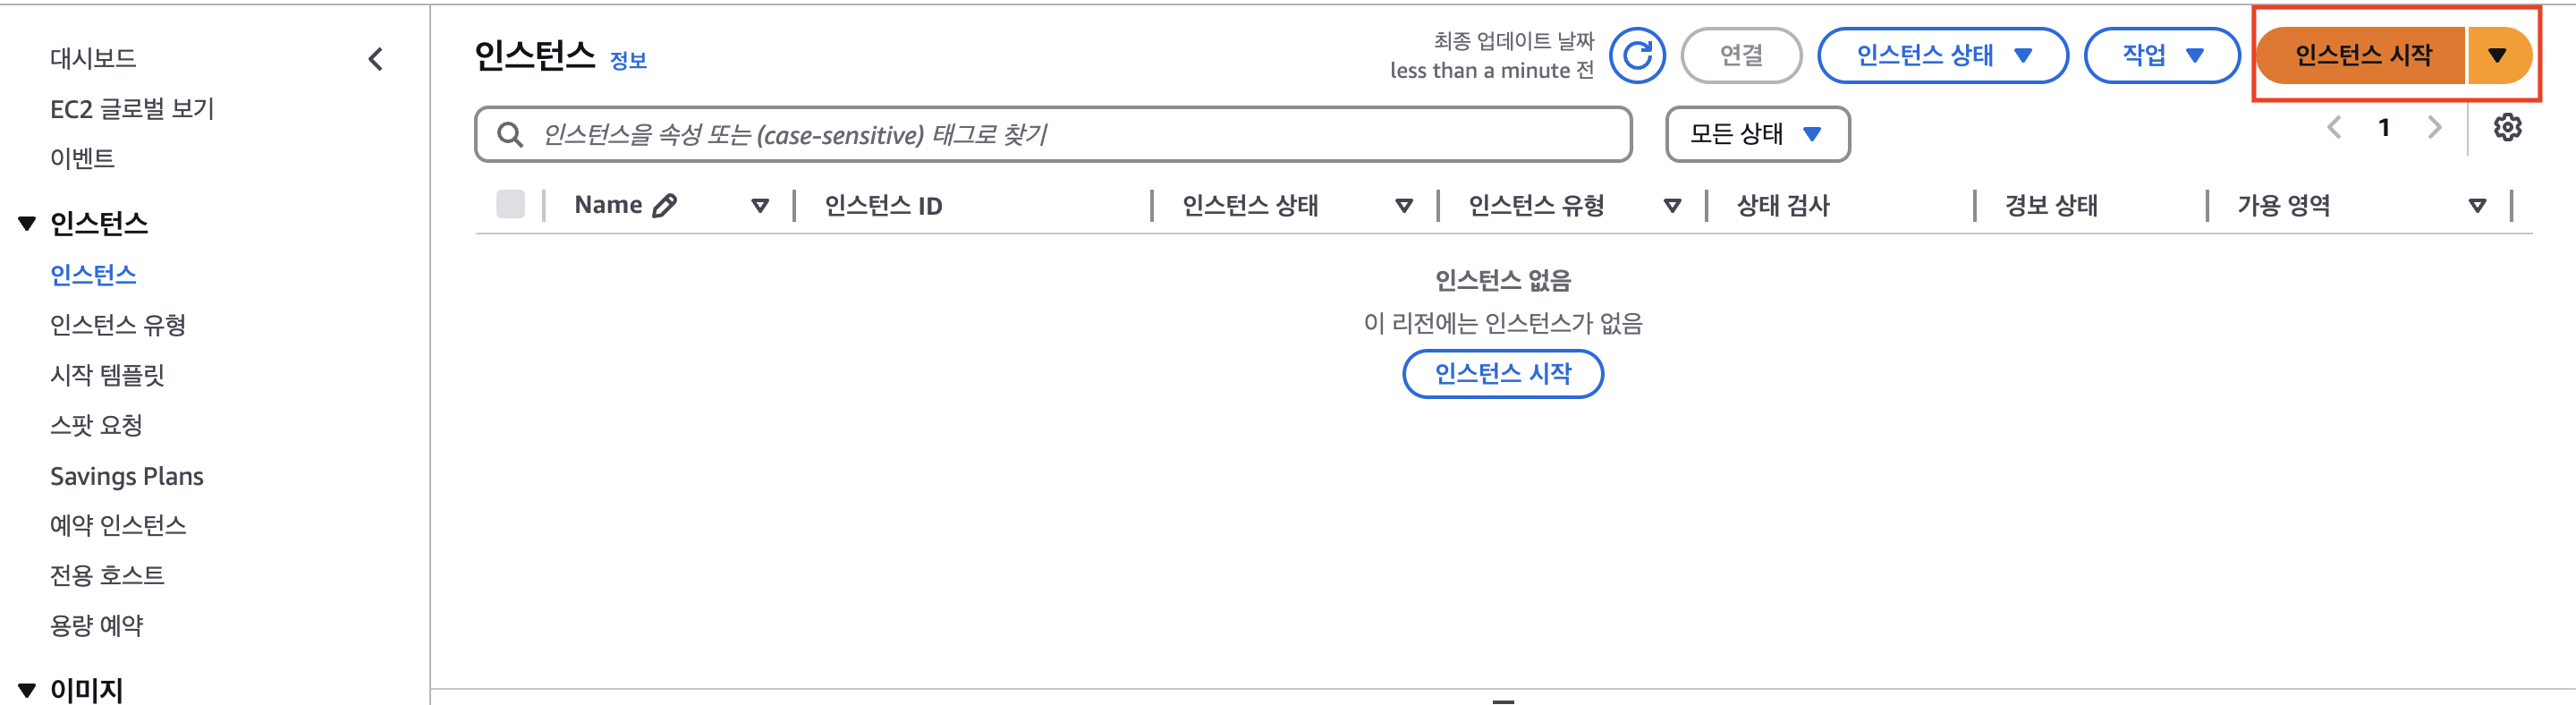 대시보드
EC2 글로벌 보기
이벤트
인스턴스
인스턴스
인스턴스 유형
시작 템플릿
스팟 요청
Savings Plans
예약 인스턴스
전용 호스트
용량 예약
이미지
인스턴스 정보
최종 업데이트 날짜
less than a minute 전
연결
인스턴스 상태
작업
인스턴스 시작
인스턴스을 속성 또는 (case-sensitive) 태그로 찾기
모든 상태
1
Name 인스턴스 ID 인스턴스 상태 인스턴스 유형 상태 검사 경보 상태 가용 영역
인스턴스 없음
이 리전에는 인스턴스가 없음
인스턴스 시작